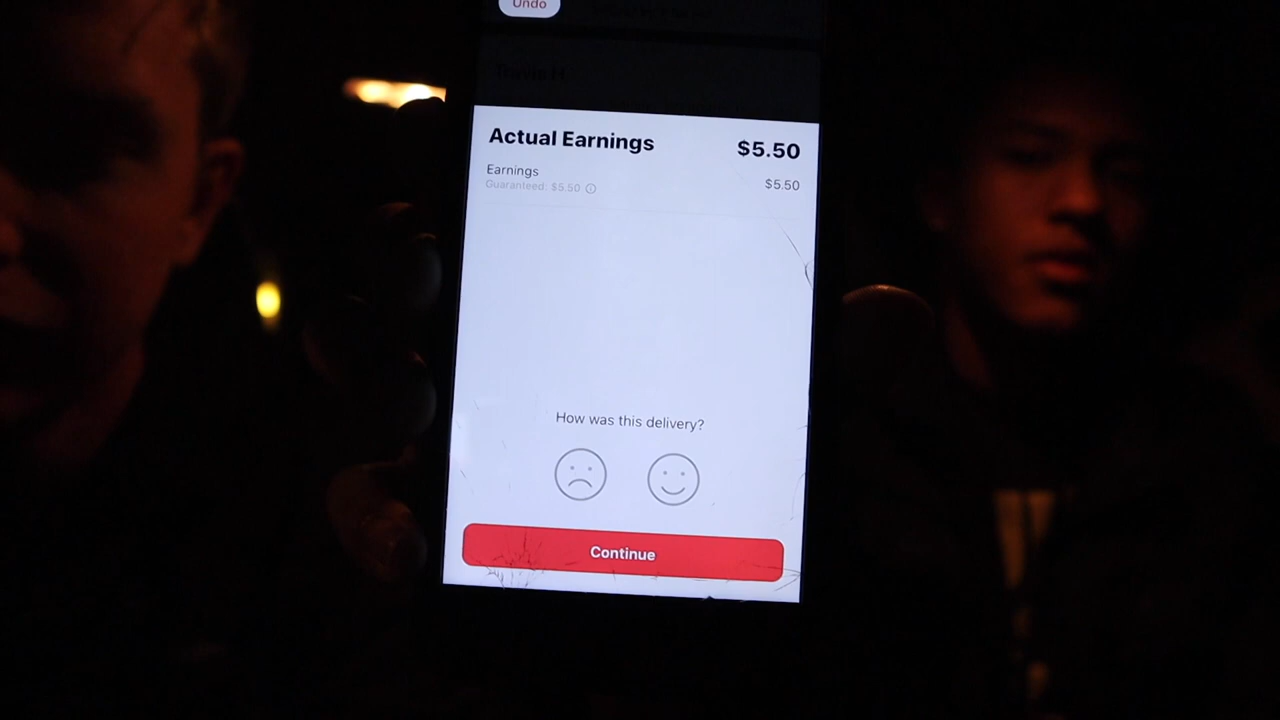 Undo
Actual Earnings $5.50
Earnings $5.50
Guaranteed: $5.50
How was this delivery?
Continue